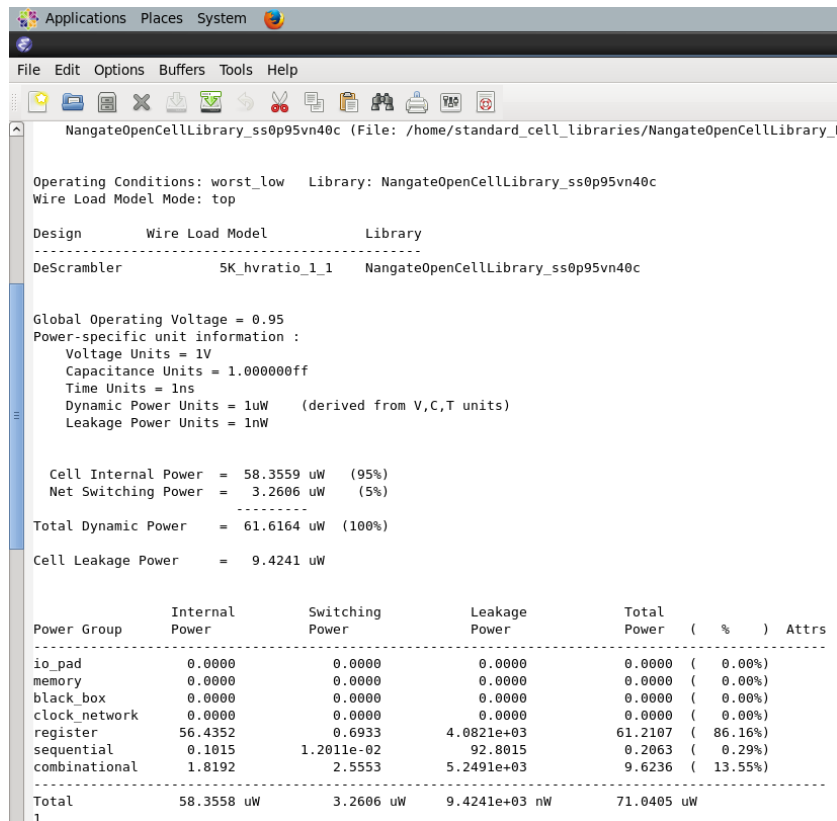 Applications Places System
File Edit Options Buffers Tools Help
NangateOpenCellLibrary_ss0p95vn40c (File: /home/standard_cell_libraries/NangateOpenCellLibrary_
Operating Conditions: worst_low Library: NangateOpenCellLibrary_ss0p95vn40c
Wire Load Model Mode: top
Design Wire Load Model Library
------------------------------------------------
DeScrambler 5K_hvratio_1_1 NangateOpenCellLibrary_ss0p95vn40c
Global Operating Voltage = 0.95
Power-specific unit information :
Voltage Units = 1V
Capacitance Units = 1.000000ff
Time Units = 1ns
Dynamic Power Units = 1uW (derived from V,C,T units)
Leakage Power Units = 1nW
Cell Internal Power = 58.3559 uW (95%)
Net Switching Power = 3.2606 uW (5%)
---------
Total Dynamic Power = 61.6164 uW (100%)
Cell Leakage Power = 9.4241 uW
Internal Switching Leakage Total
Power Group Power Power Power Power ( % ) Attrs
--------------------------------------------------------------------------------------------------
io_pad 0.0000 0.0000 0.0000 0.0000 ( 0.00%)
memory 0.0000 0.0000 0.0000 0.0000 ( 0.00%)
black_box 0.0000 0.0000 0.0000 0.0000 ( 0.00%)
clock_network 0.0000 0.0000 0.0000 0.0000 ( 0.00%)
register 56.4352 0.6933 4.0821e+03 61.2107 ( 86.16%)
sequential 0.1015 1.2011e-02 92.8015 0.2063 ( 0.29%)
combinational 1.8192 2.5553 5.2491e+03 9.6236 ( 13.55%)
--------------------------------------------------------------------------------------------------
Total 58.3558 uW 3.2606 uW 9.4241e+03 nW 71.0405 uW
1